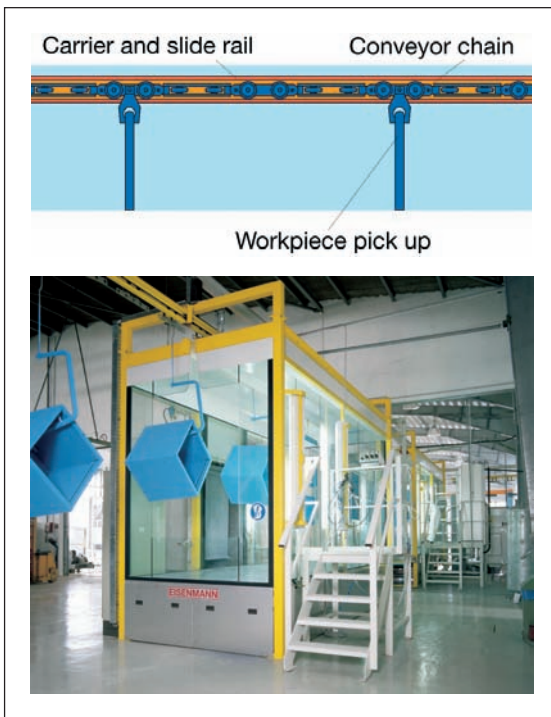 Carrier and slide rail
Conveyor chain
Workpiece pick up
EISENMANN